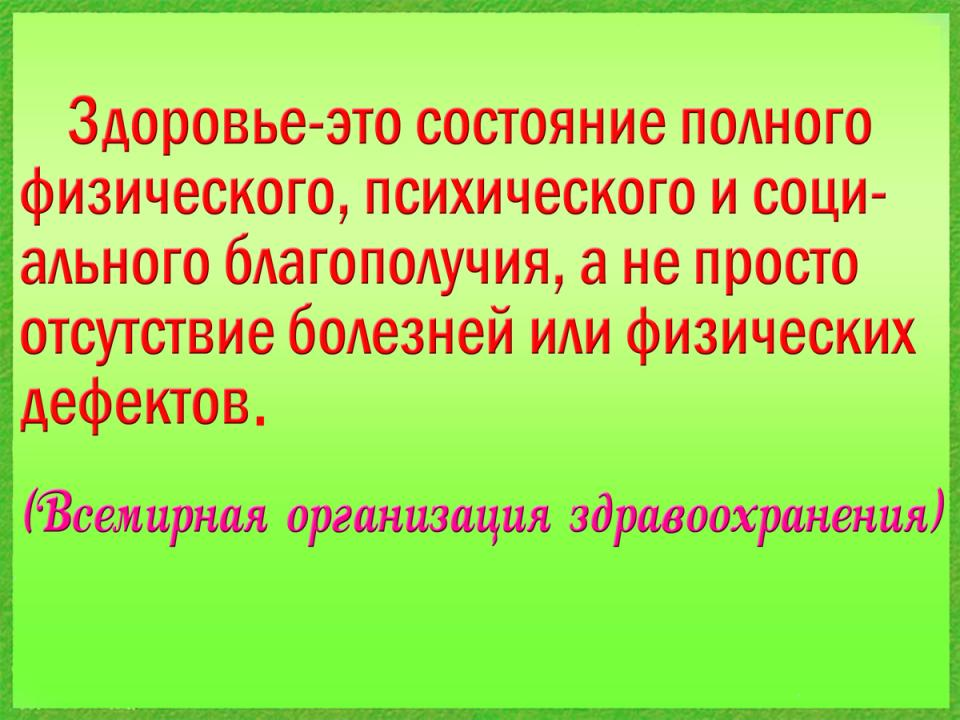 Здоровье-это состояние полного
физического, психического и соци-
ального благополучия, а не просто
отсутствие болезней или физических
дефектов.
(Всемирная организация здравоохранения)